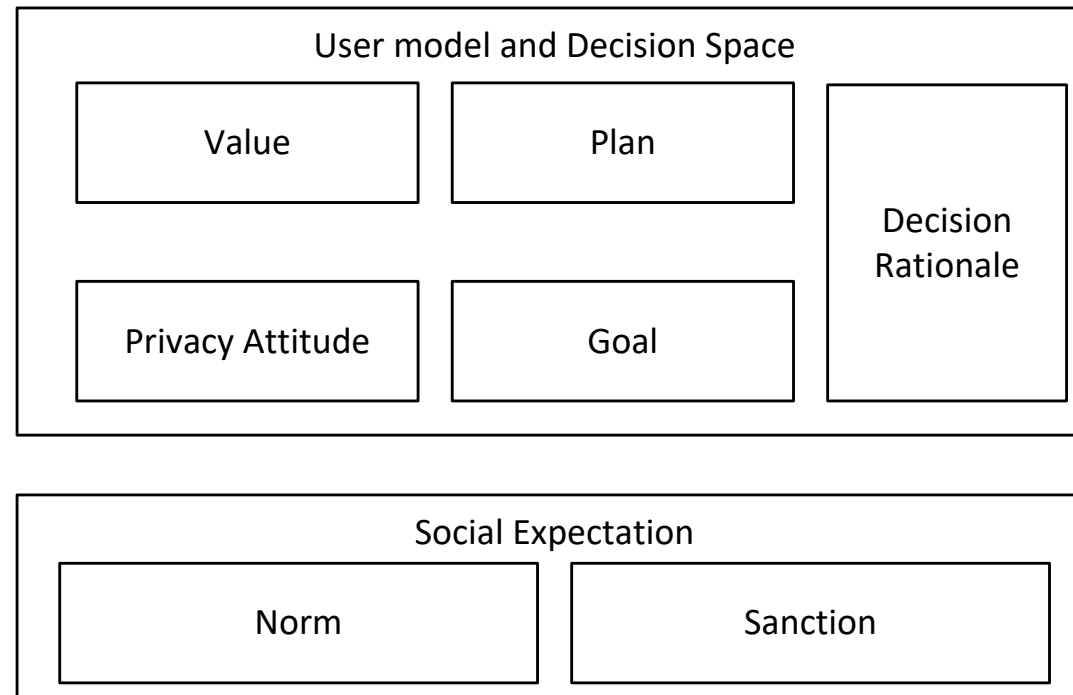 User model and Decision Space
Value
Plan
Decision
Rationale
Privacy Attitude
Goal
Social Expectation
Norm
Sanction